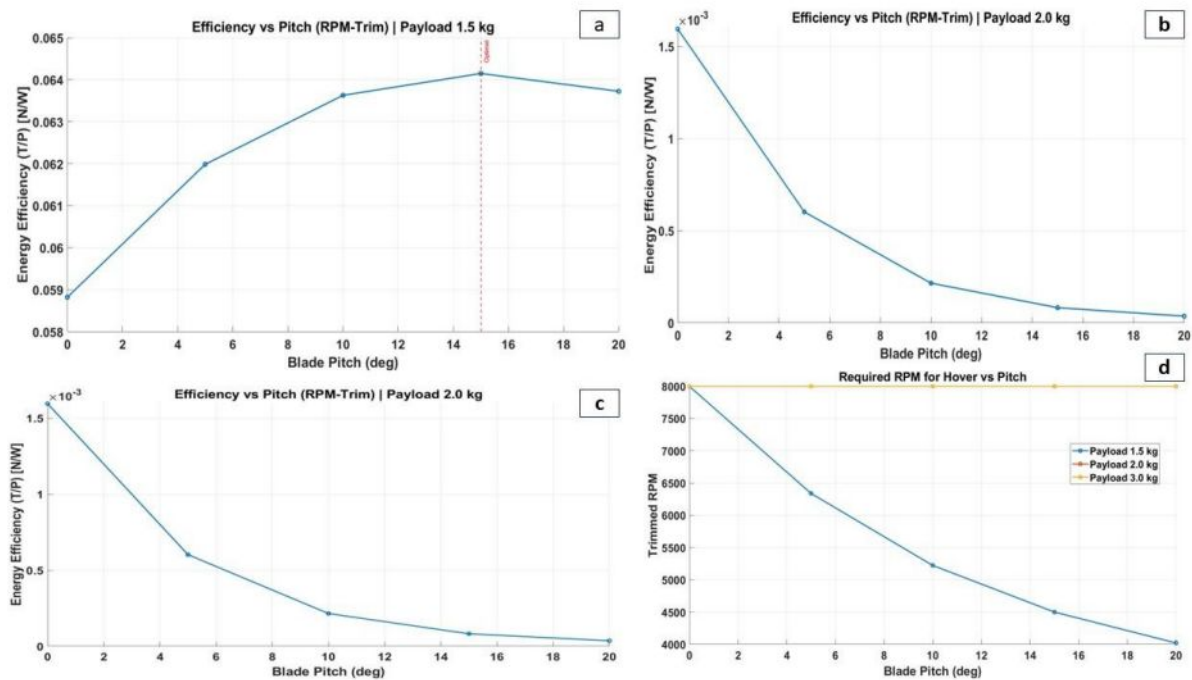 Efficiency vs Pitch (RPM-Trim) | Payload 1.5 kg
a
0.065
0.064
0.063
0.062
0.061
0.06
0.059
0.058
Energy Efficiency (T/P) [N/W]
Optimal
0 2 4 6 8 10 12 14 16 18 20
Blade Pitch (deg)
×10⁻³
Efficiency vs Pitch (RPM-Trim) | Payload 2.0 kg
b
1.5
1
0.5
0
Energy Efficiency (T/P) [N/W]
0 2 4 6 8 10 12 14 16 18 20
Blade Pitch (deg)
×10⁻³
Efficiency vs Pitch (RPM-Trim) | Payload 2.0 kg
c
1.5
1
0.5
0
Energy Efficiency (T/P) [N/W]
0 2 4 6 8 10 12 14 16 18 20
Blade Pitch (deg)
Required RPM for Hover vs Pitch
d
8000
7500
7000
6500
6000
5500
5000
4500
4000
Trimmed RPM
Payload 1.5 kg
Payload 2.0 kg
Payload 3.0 kg
0 2 4 6 8 10 12 14 16 18 20
Blade Pitch (deg)